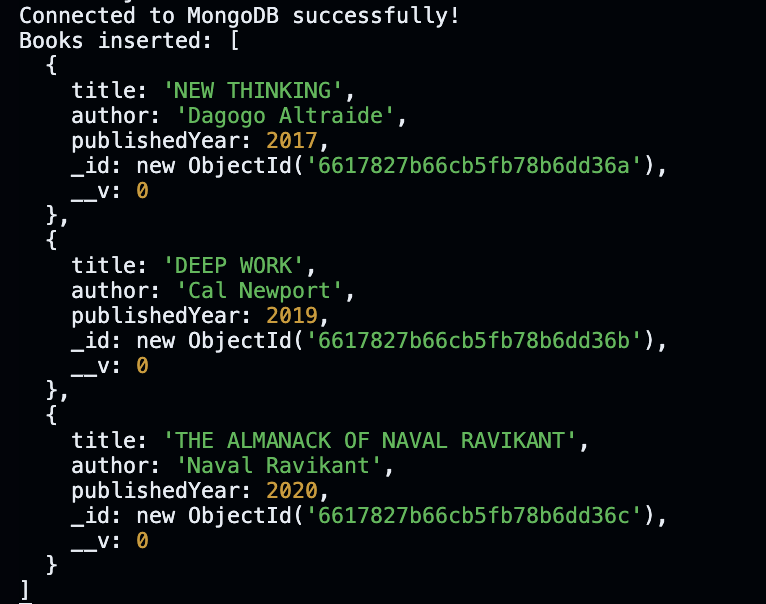 Connected to MongoDB successfully!
Books inserted: [
  {
    title: 'NEW THINKING',
    author: 'Dagogo Altraide',
    publishedYear: 2017,
    _id: new ObjectId('6617827b66cb5fb78b6dd36a'),
    __v: 0
  },
  {
    title: 'DEEP WORK',
    author: 'Cal Newport',
    publishedYear: 2019,
    _id: new ObjectId('6617827b66cb5fb78b6dd36b'),
    __v: 0
  },
  {
    title: 'THE ALMANACK OF NAVAL RAVIKANT',
    author: 'Naval Ravikant',
    publishedYear: 2020,
    _id: new ObjectId('6617827b66cb5fb78b6dd36c'),
    __v: 0
  }
]